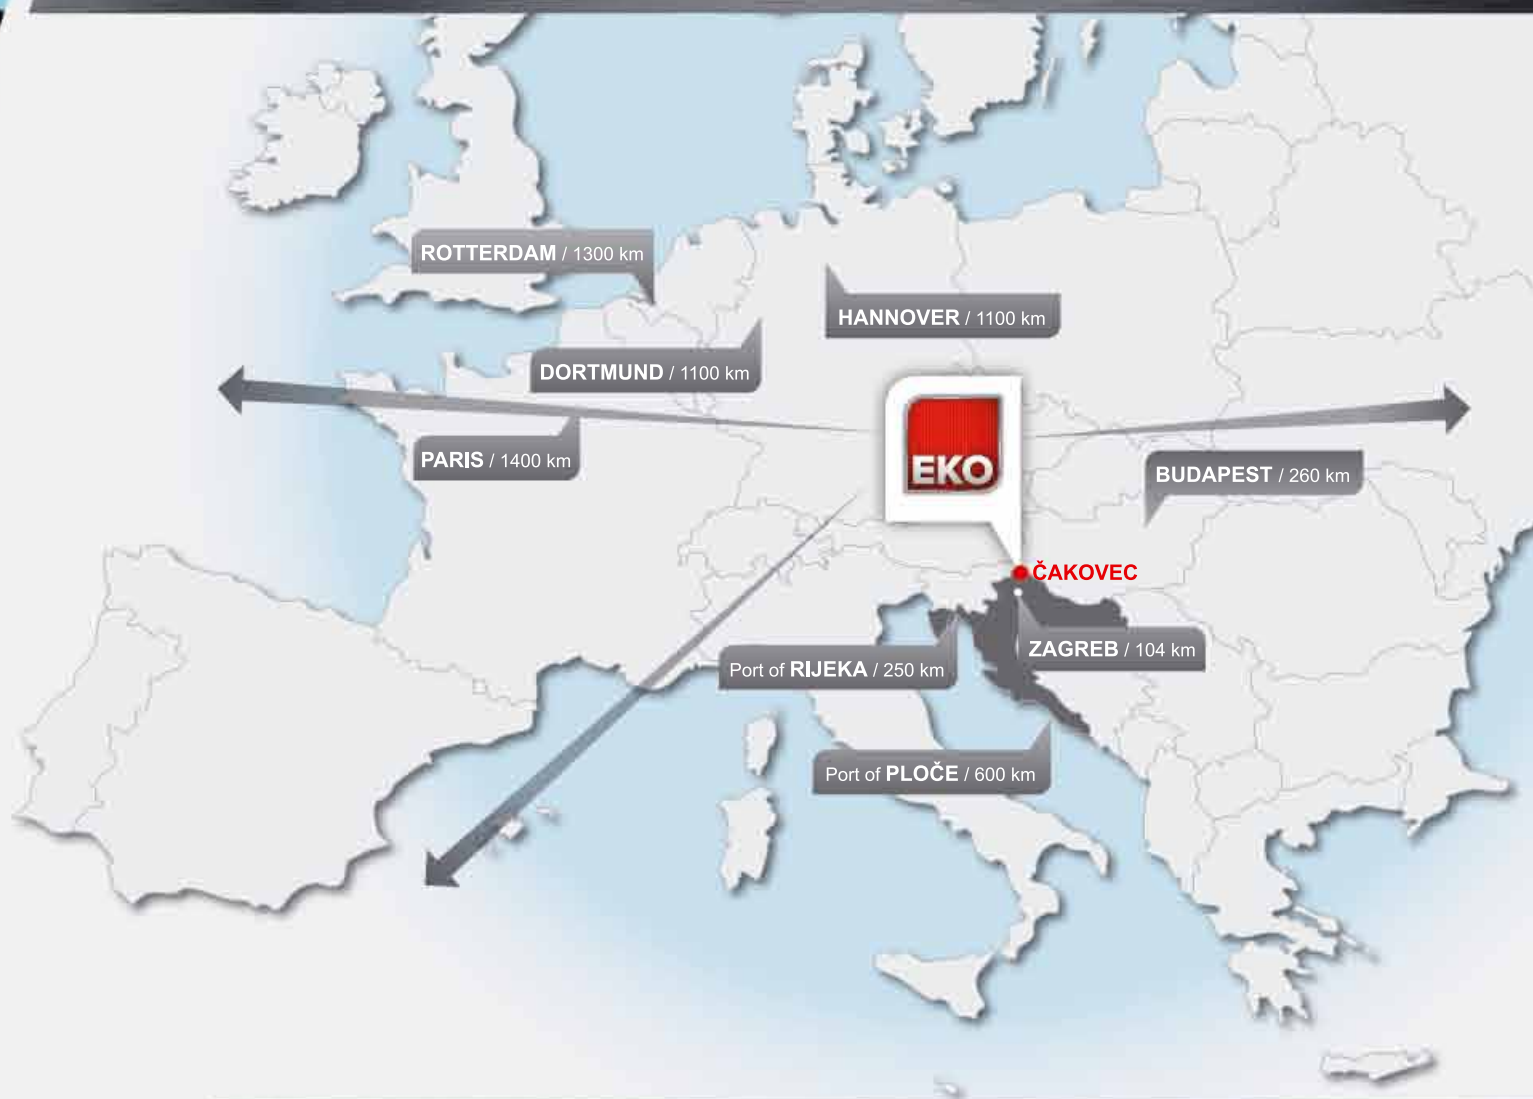 ROTTERDAM / 1300 km
HANNOVER / 1100 km
DORTMUND / 1100 km
EKO
PARIS / 1400 km
BUDAPEST / 260 km
ČAKOVEC
ZAGREB / 104 km
Port of RIJEKA / 250 km
Port of PLOČE / 600 km